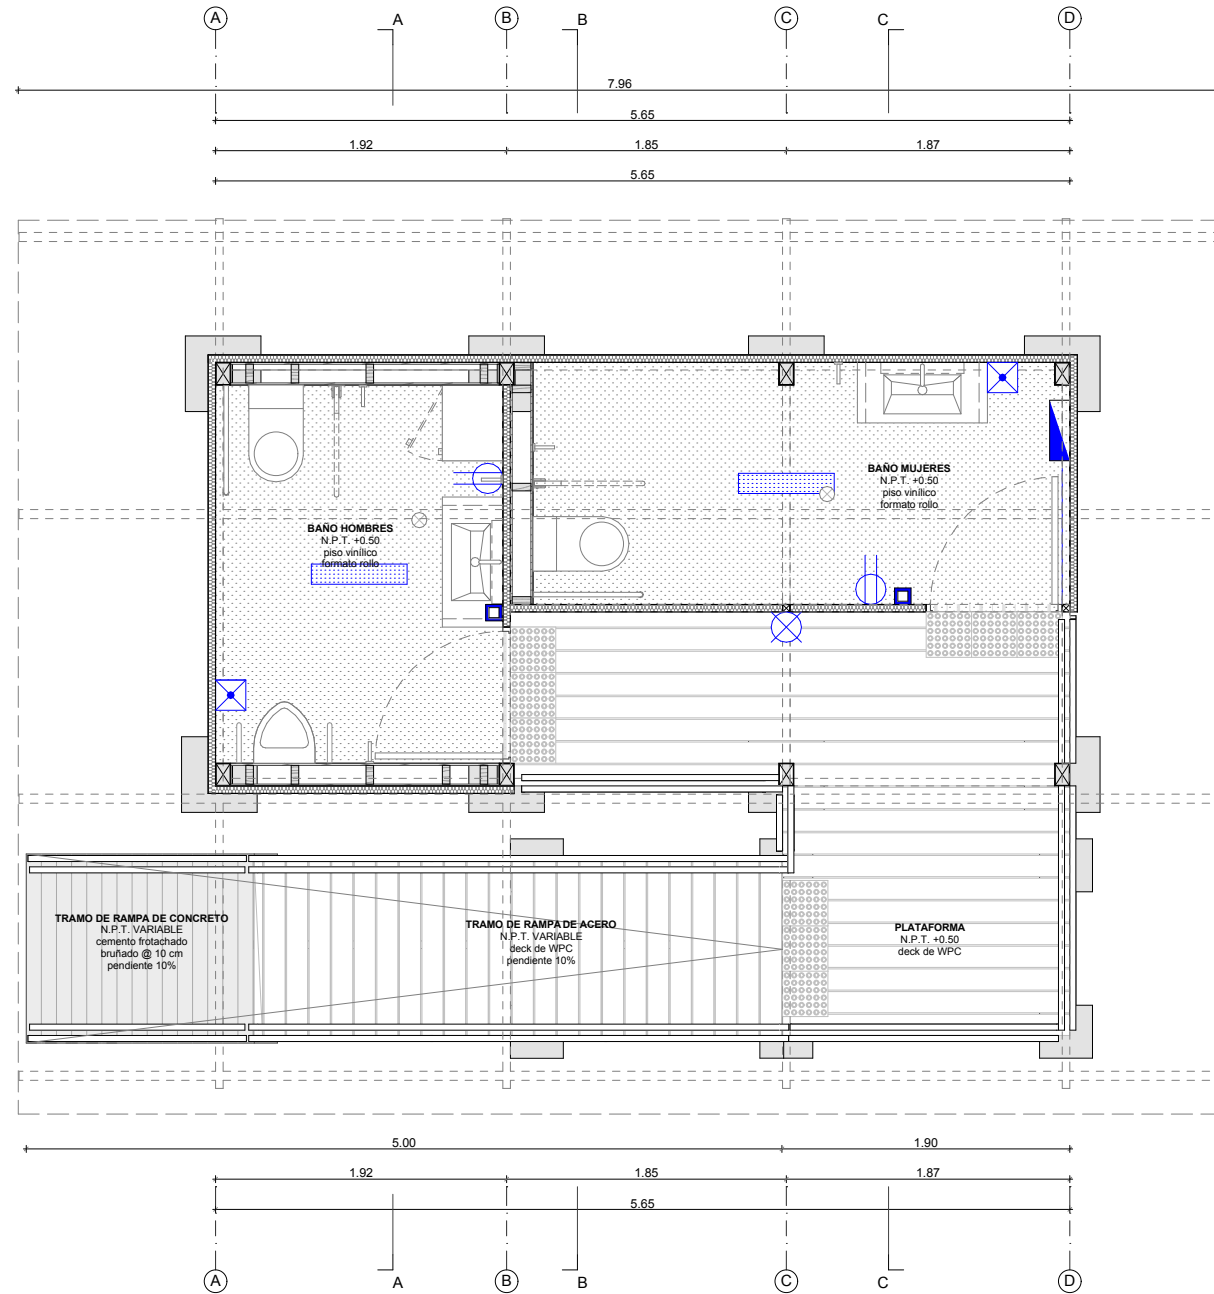 A A B B C C D
7.96
5.65
1.92 1.85 1.87
5.65
BAÑO MUJERES
N.P.T. +0.50
piso vinílico
formato rollo
BAÑO HOMBRES
N.P.T. +0.50
piso vinílico
formato rollo
TRAMO DE RAMPA DE CONCRETO
N.P.T. VARIABLE
cemento frotachado
bruñado @ 10 cm
pendiente 10%
TRAMO DE RAMPA DE ACERO
N.P.T. VARIABLE
deck de WPC
pendiente 10%
PLATAFORMA
N.P.T. +0.50
deck de WPC
5.00 1.90
1.92 1.85 1.87
5.65
A A B B C C D